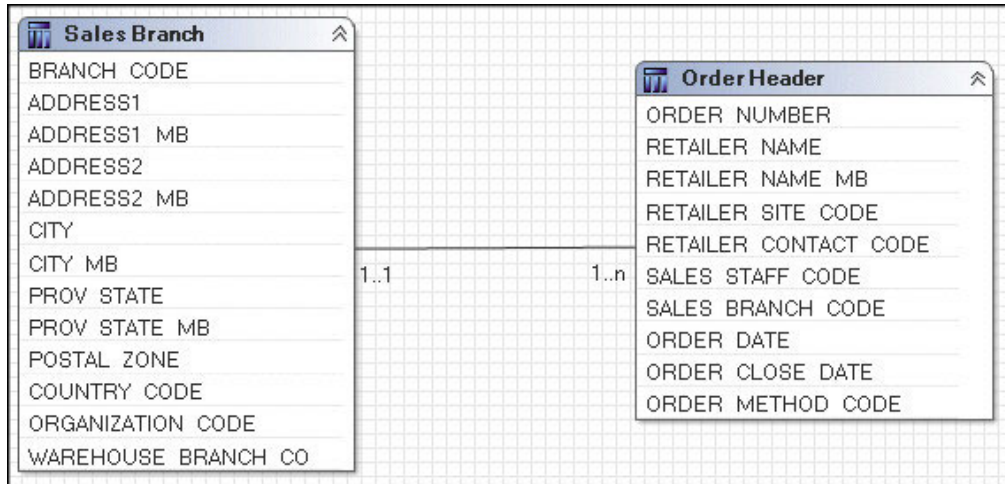 Sales Branch
BRANCH CODE
ADDRESS1
ADDRESS1 MB
ADDRESS2
ADDRESS2 MB
CITY
CITY MB
PROV STATE
PROV STATE MB
POSTAL ZONE
COUNTRY CODE
ORGANIZATION CODE
WAREHOUSE BRANCH CO
1..1
1..n
Order Header
ORDER NUMBER
RETAILER NAME
RETAILER NAME MB
RETAILER SITE CODE
RETAILER CONTACT CODE
SALES STAFF CODE
SALES BRANCH CODE
ORDER DATE
ORDER CLOSE DATE
ORDER METHOD CODE